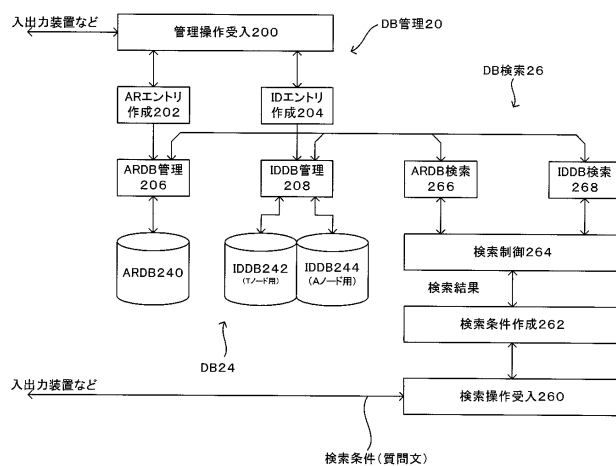 入出力装置など
管理操作受入200
DB管理20
DB検索26
ARエントリ
作成202
IDエントリ
作成204
ARDB管理
206
IDDB管理
208
ARDB検索
266
IDDB検索
268
ARDB240
IDDB242
(Tノード用)
IDDB244
(Aノード用)
検索制御264
検索結果
検索条件作成262
DB24
入出力装置など
検索操作受入260
検索条件(質問文)